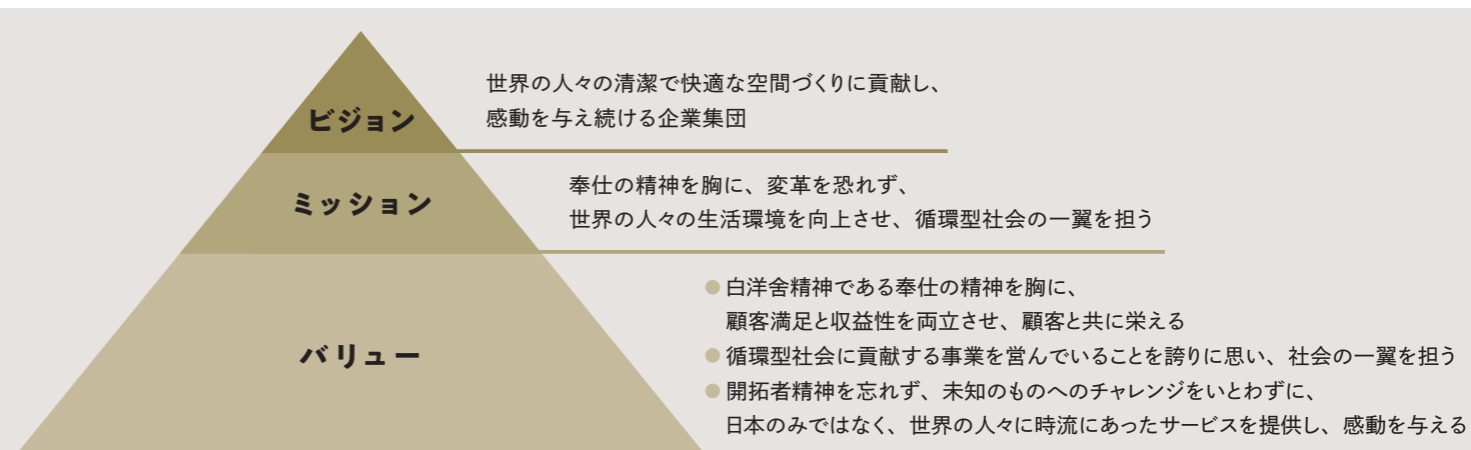 ビジョン
世界の人々の清潔で快適な空間づくりに貢献し、
感動を与え続ける企業集団
ミッション
奉仕の精神を胸に、変革を恐れず、
世界の人々の生活環境を向上させ、循環型社会の一翼を担う
バリュー
●白洋舍精神である奉仕の精神を胸に、
顧客満足と収益性を両立させ、顧客と共に栄える
●循環型社会に貢献する事業を営んでいることを誇りに思い、社会の一翼を担う
●開拓者精神を忘れず、未知のものへのチャレンジをいとわずに、
日本のみではなく、世界の人々に時流にあったサービスを提供し、感動を与える